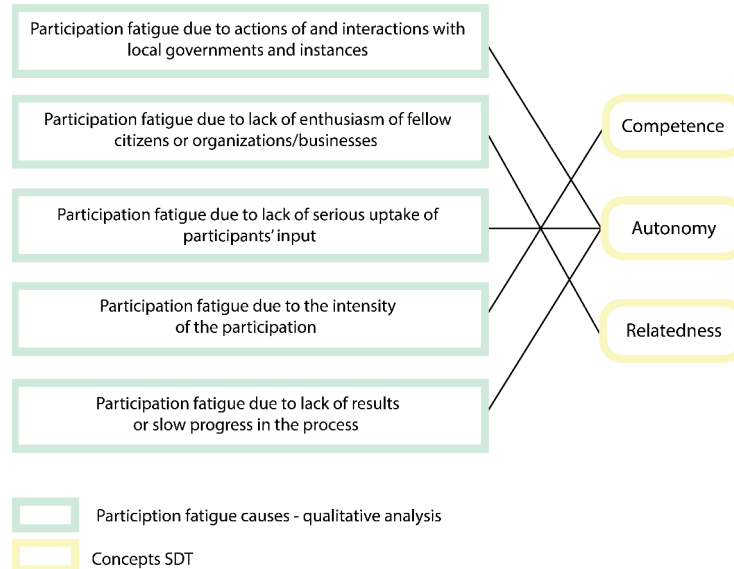 Participation fatigue due to actions of and interactions with
local governments and instances
Participation fatigue due to lack of enthusiasm of fellow
citizens or organizations/businesses
Participation fatigue due to lack of serious uptake of
participants' input
Participation fatigue due to the intensity
of the participation
Participation fatigue due to lack of results
or slow progress in the process
Competence
Autonomy
Relatedness
Particiption fatigue causes - qualitative analysis
Concepts SDT